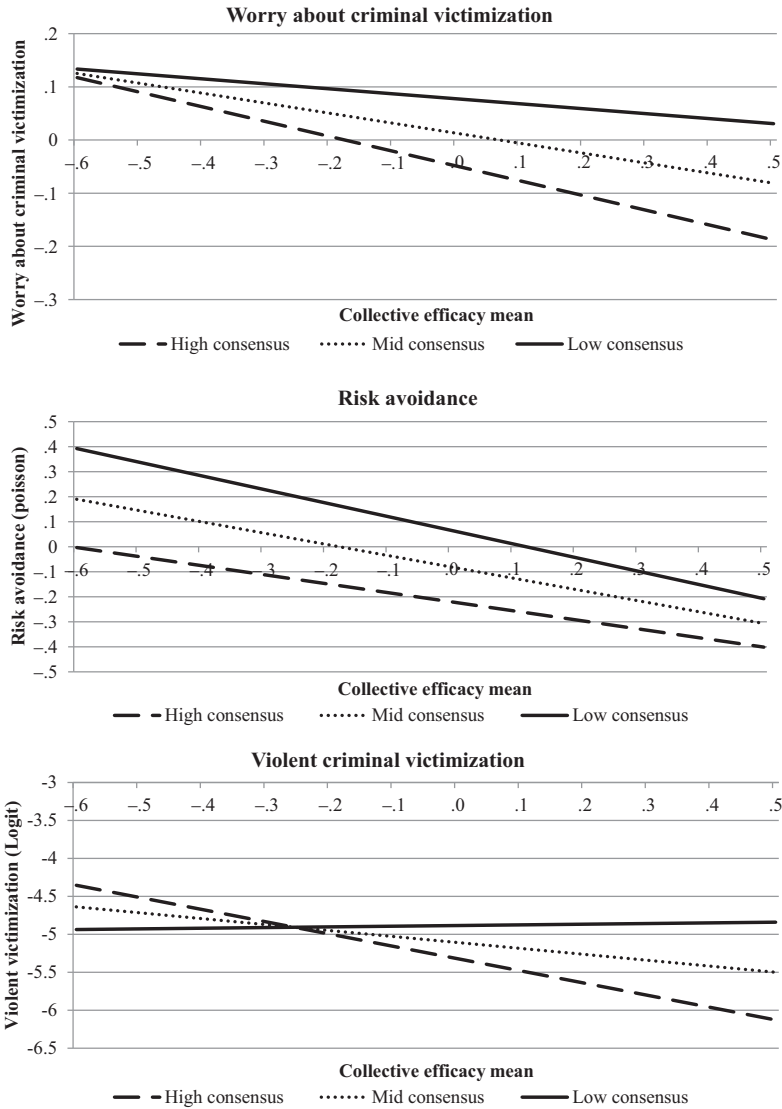 Worry about criminal victimization
Worry about criminal victimization
.2
.1
0
–.1
–.2
–.3
–.6 –.5 –.4 –.3 –.2 –.1 .0 .1 .2 .3 .4 .5
Collective efficacy mean
High consensus Mid consensus Low consensus
Risk avoidance
Risk avoidance (poisson)
.5
.4
.3
.2
.1
0
–.1
–.2
–.3
–.4
–.5
–.6 –.5 –.4 –.3 –.2 –.1 .0 .1 .2 .3 .4 .5
Collective efficacy mean
High consensus Mid consensus Low consensus
Violent criminal victimization
Violent victimization (Logit)
-3
–.6 –.5 –.4 –.3 –.2 –.1 .0 .1 .2 .3 .4 .5
-3.5
-4
-4.5
-5
-5.5
-6
-6.5
Collective efficacy mean
High consensus Mid consensus Low consensus